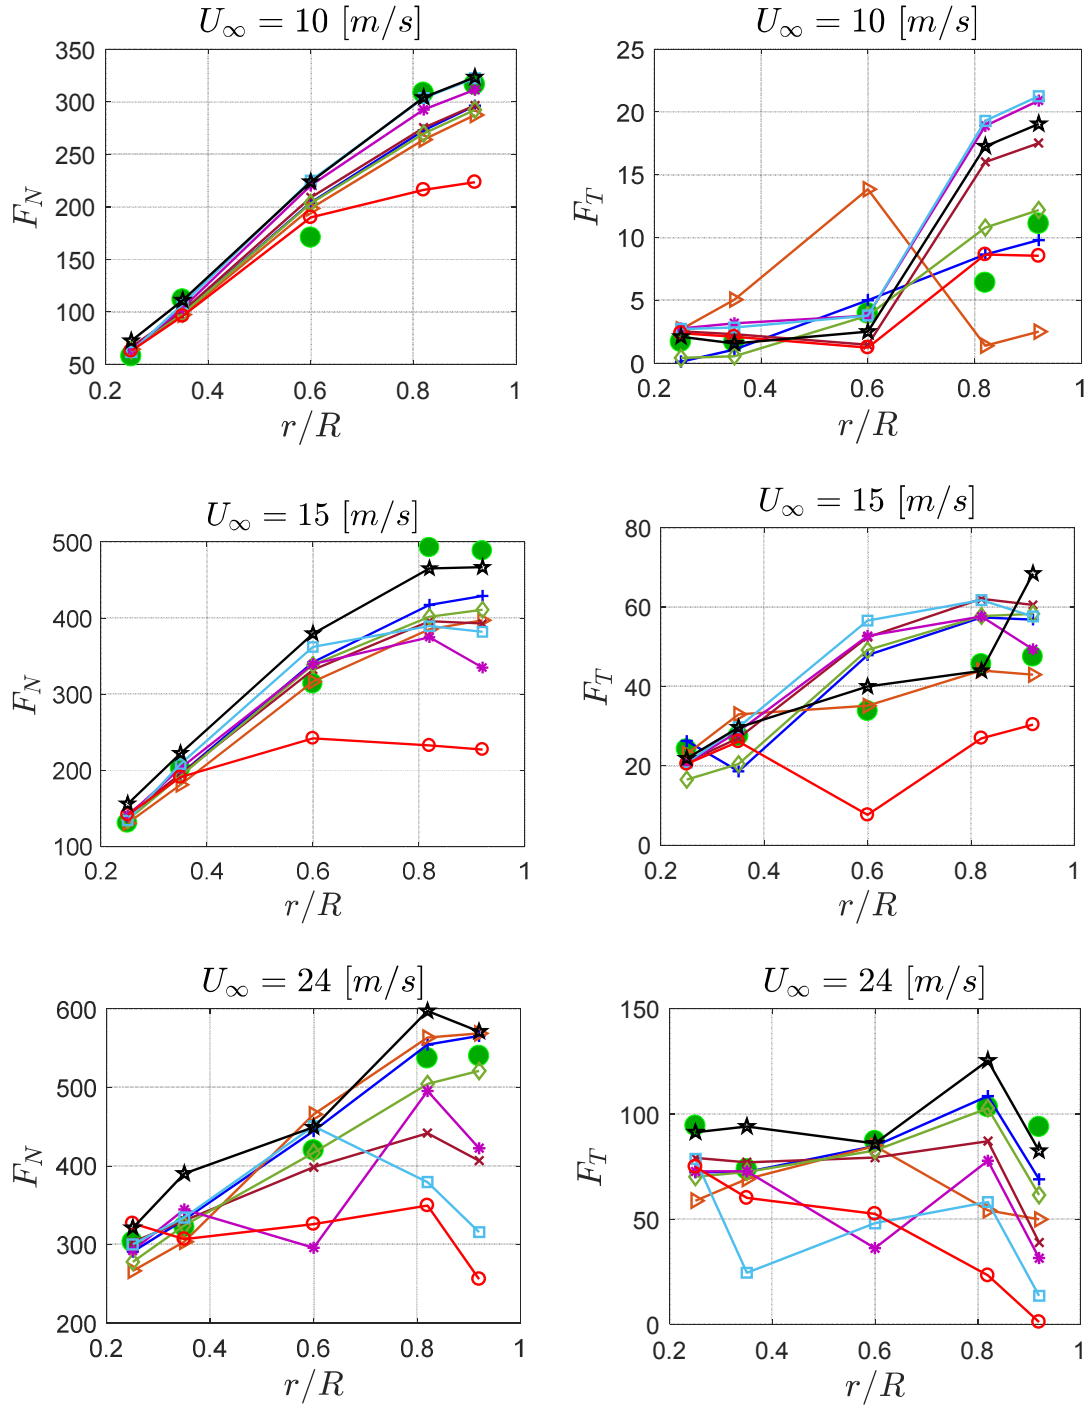 U∞ = 10 [m/s]
350
300
250
200
150
100
50
F_N
0.2 0.4 0.6 0.8 1
r/R
U∞ = 10 [m/s]
25
20
15
10
5
0
F_T
0.2 0.4 0.6 0.8 1
r/R
U∞ = 15 [m/s]
500
400
300
200
100
F_N
0.2 0.4 0.6 0.8 1
r/R
U∞ = 15 [m/s]
80
60
40
20
0
F_T
0.2 0.4 0.6 0.8 1
r/R
U∞ = 24 [m/s]
600
500
400
300
200
F_N
0.2 0.4 0.6 0.8 1
r/R
U∞ = 24 [m/s]
150
100
50
0
F_T
0.2 0.4 0.6 0.8 1
r/R